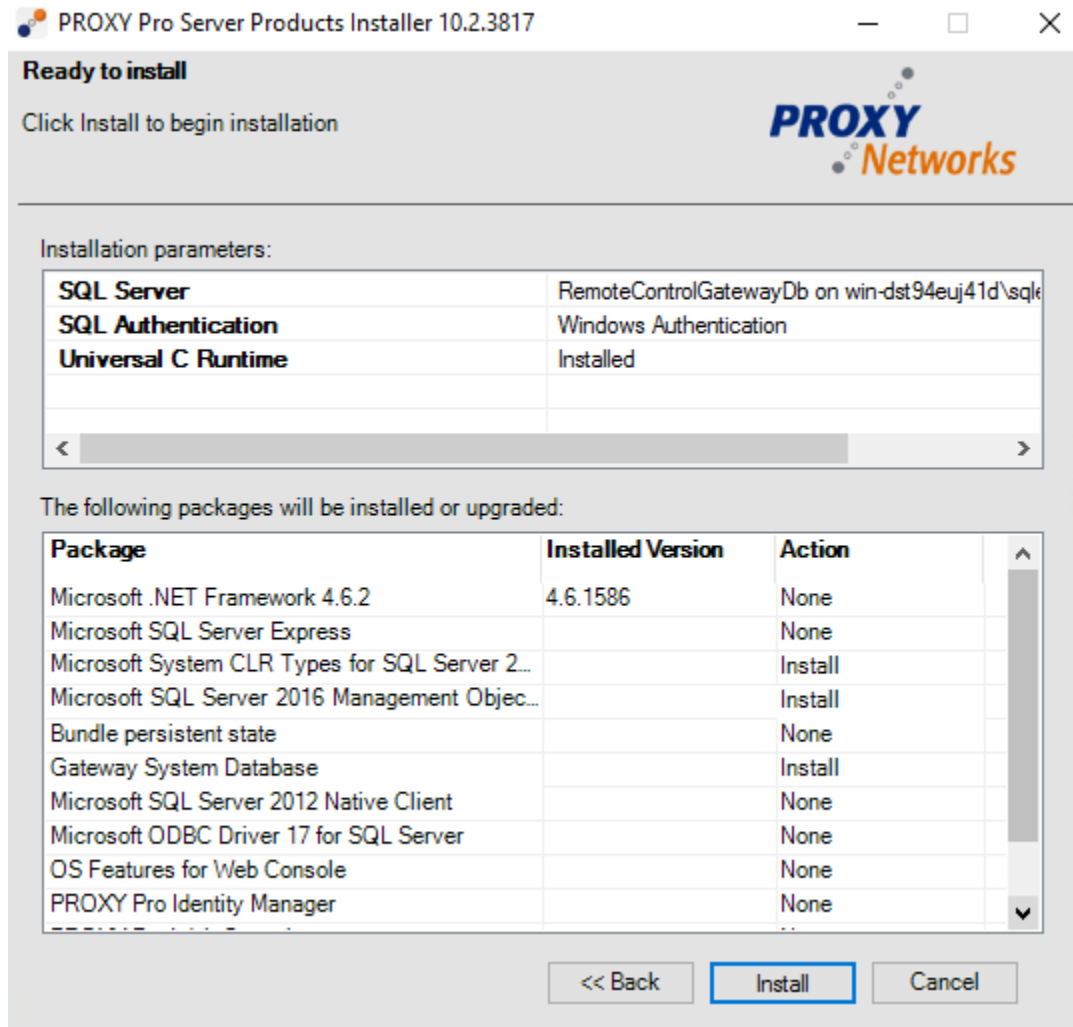 PROXY Pro Server Products Installer 10.2.3817
Ready to install
Click Install to begin installation
PROXY
Networks
Installation parameters:
SQL Server RemoteControlGatewayDb on win-dst94euj41d\sqle
SQL Authentication Windows Authentication
Universal C Runtime Installed
The following packages will be installed or upgraded:
Package Installed Version Action
Microsoft .NET Framework 4.6.2 4.6.1586 None
Microsoft SQL Server Express None
Microsoft System CLR Types for SQL Server 2... Install
Microsoft SQL Server 2016 Management Objec... Install
Bundle persistent state None
Gateway System Database Install
Microsoft SQL Server 2012 Native Client None
Microsoft ODBC Driver 17 for SQL Server None
OS Features for Web Console None
PROXY Pro Identity Manager None
<< Back Install Cancel